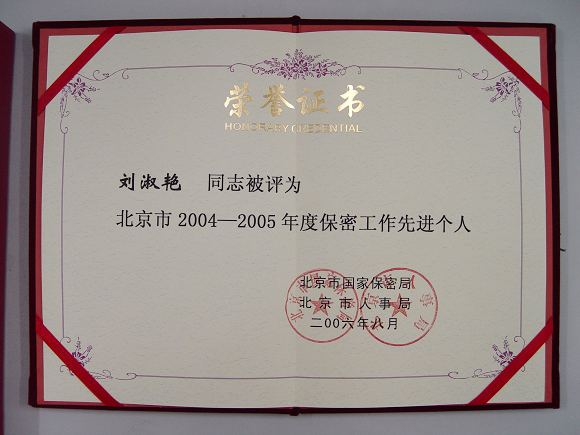 荣誉证书
HONORARY CREDENTIAL
刘淑艳 同志被评为
北京市2004—2005年度保密工作先进个人
北京市国家保密局
北京市人事局
二00六年八月